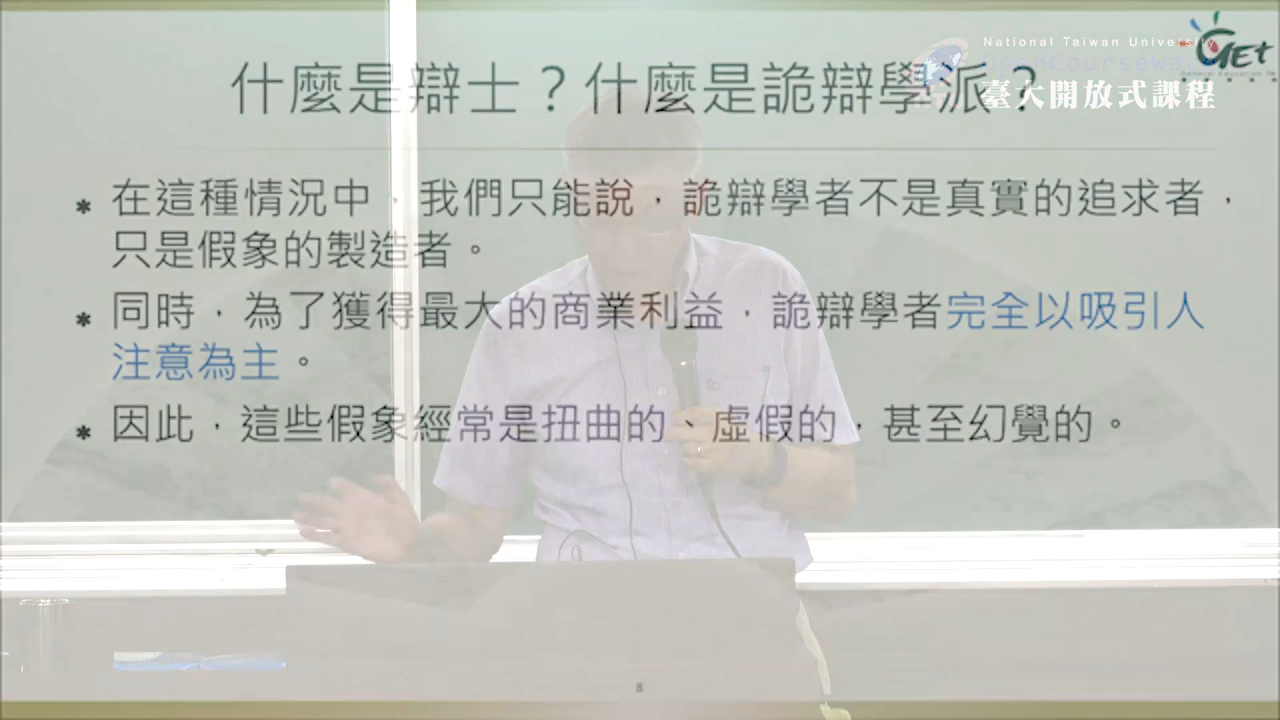 National Taiwan University
OpenCourseWare
臺大開放式課程
GEt
什麼是辯士？什麼是詭辯學派？
* 在這種情況中，我們只能說，詭辯學者不是真實的追求者，
只是假象的製造者。
* 同時，為了獲得最大的商業利益，詭辯學者完全以吸引人
注意為主。
* 因此，這些假象經常是扭曲的、虛假的，甚至幻覺的。
8